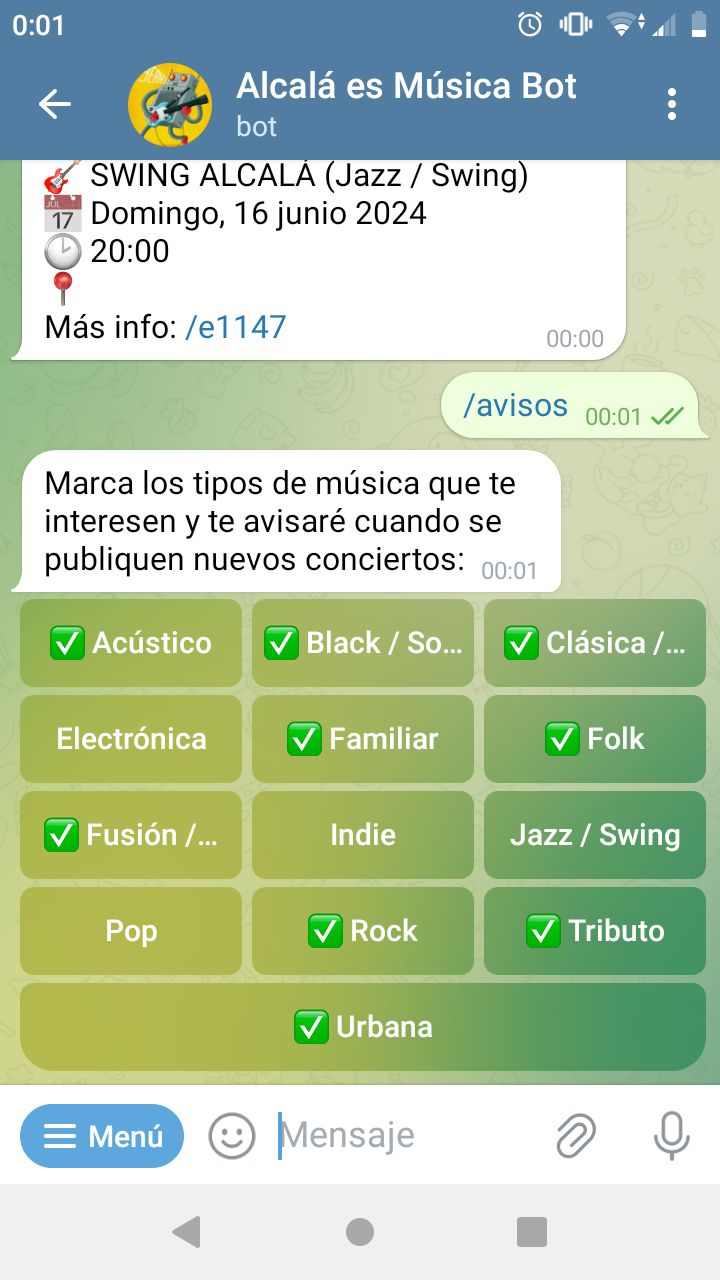 0:01
Alcalá es Música Bot
bot
SWING ALCALÁ (Jazz / Swing)
JUL 17 Domingo, 16 junio 2024
20:00
Más info: /e1147 00:00
/avisos 00:01
Marca los tipos de música que te
interesen y te avisaré cuando se
publiquen nuevos conciertos: 00:01
Acústico Black / So... Clásica /...
Electrónica Familiar Folk
Fusión /... Indie Jazz / Swing
Pop Rock Tributo
Urbana
Menú Mensaje